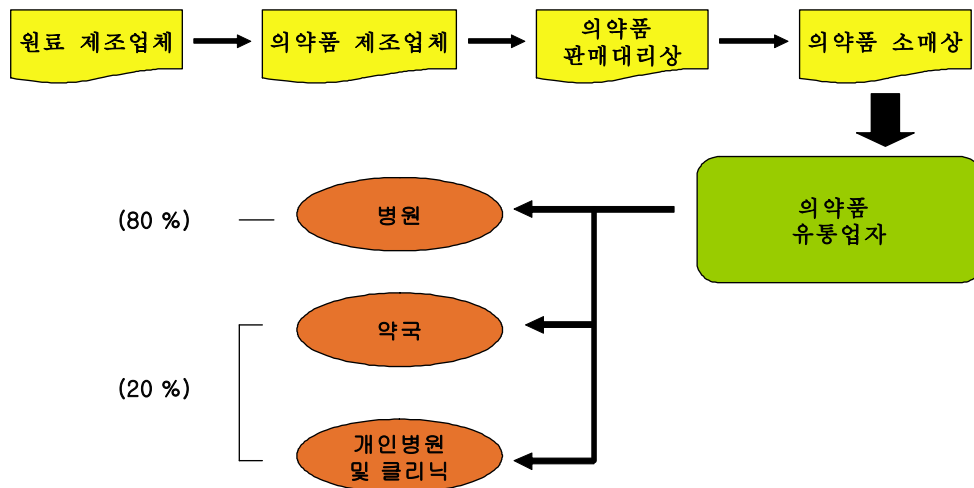 원료 제조업체
의약품 제조업체
의약품
판매대리상
의약품 소매상
의약품
유통업자
(80 %)
병원
약국
(20 %)
개인병원
및 클리닉